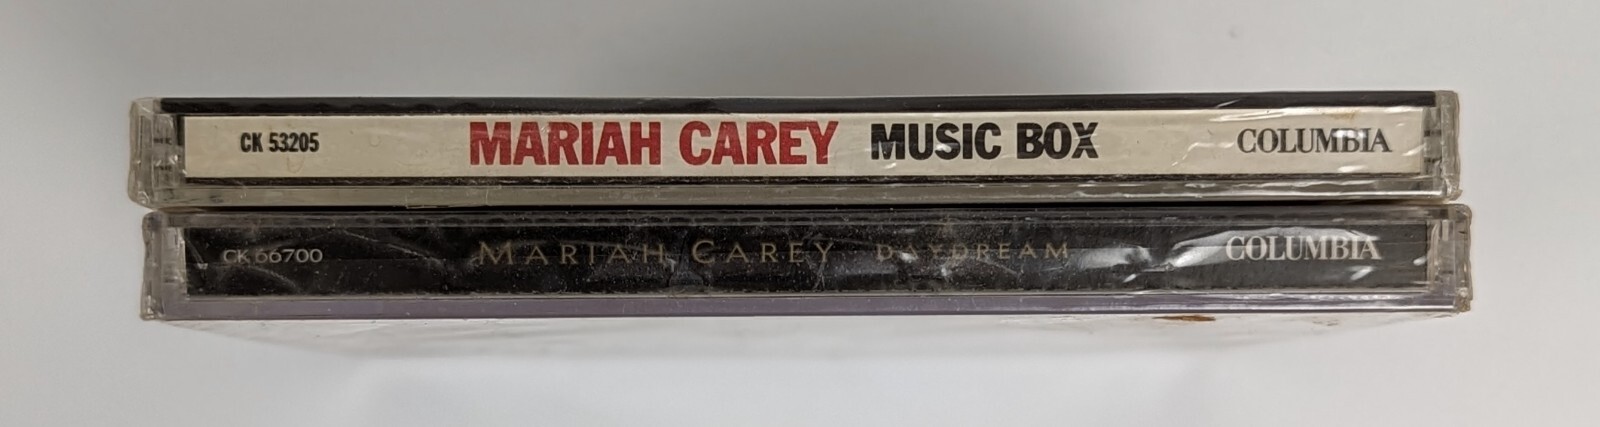 CK 53205 MARIAH CAREY MUSIC BOX COLUMBIA
CK 66700 MARIAH CAREY DAYDREAM COLUMBIA